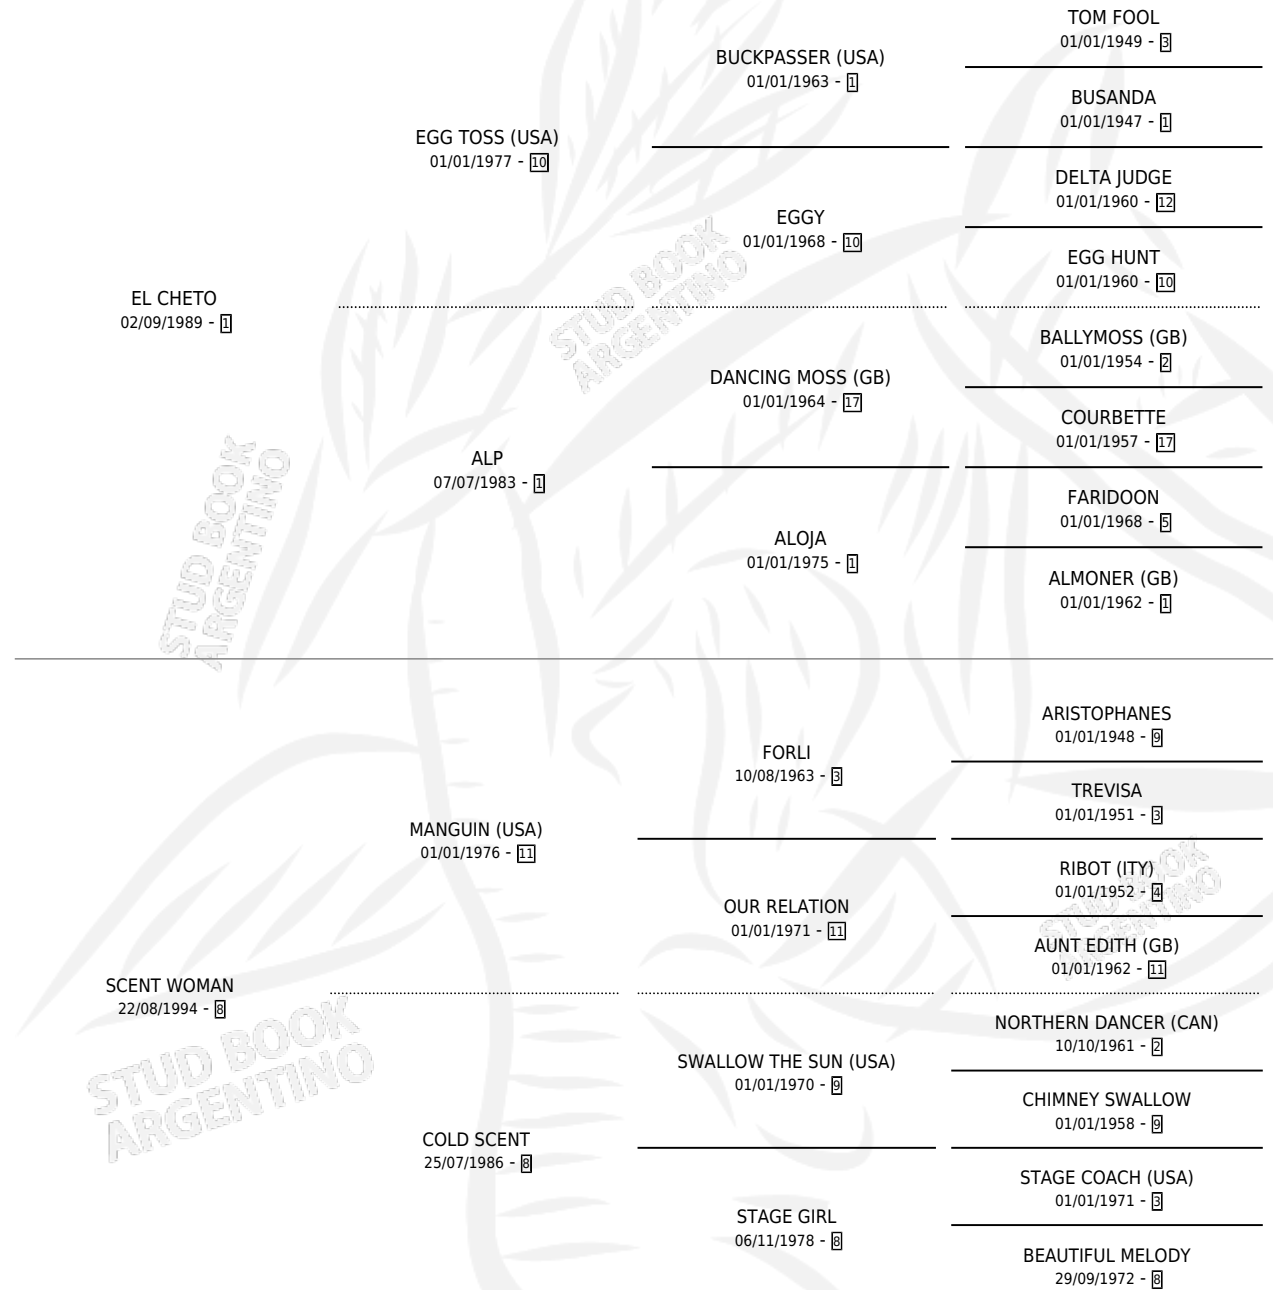 TOM FOOL
01/01/1949 - 3
BUCKPASSER (USA)
01/01/1963 - 1
BUSANDA
01/01/1947 - 1
EGG TOSS (USA)
01/01/1977 - 10
DELTA JUDGE
01/01/1960 - 12
EGGY
01/01/1968 - 10
EGG HUNT
01/01/1960 - 10
EL CHETO
02/09/1989 - 1
BALLYMOSS (GB)
01/01/1954 - 2
DANCING MOSS (GB)
01/01/1964 - 17
COURBETTE
01/01/1957 - 17
ALP
07/07/1983 - 1
FARIDOON
01/01/1968 - 5
ALOJA
01/01/1975 - 1
ALMONER (GB)
01/01/1962 - 1
ARISTOPHANES
01/01/1948 - 9
FORLI
10/08/1963 - 3
TREVISA
01/01/1951 - 3
MANGUIN (USA)
01/01/1976 - 11
RIBOT (ITY)
01/01/1952 - 4
OUR RELATION
01/01/1971 - 11
AUNT EDITH (GB)
01/01/1962 - 11
SCENT WOMAN
22/08/1994 - 8
NORTHERN DANCER (CAN)
10/10/1961 - 2
SWALLOW THE SUN (USA)
01/01/1970 - 9
CHIMNEY SWALLOW
01/01/1958 - 9
COLD SCENT
25/07/1986 - 8
STAGE COACH (USA)
01/01/1971 - 3
STAGE GIRL
06/11/1978 - 8
BEAUTIFUL MELODY
29/09/1972 - 8
STUD BOOK
ARGENTINO
STUD BOOK
ARGENTINO
STUD BOOK
ARGENTINO
STUD BOOK
ARGENTINO